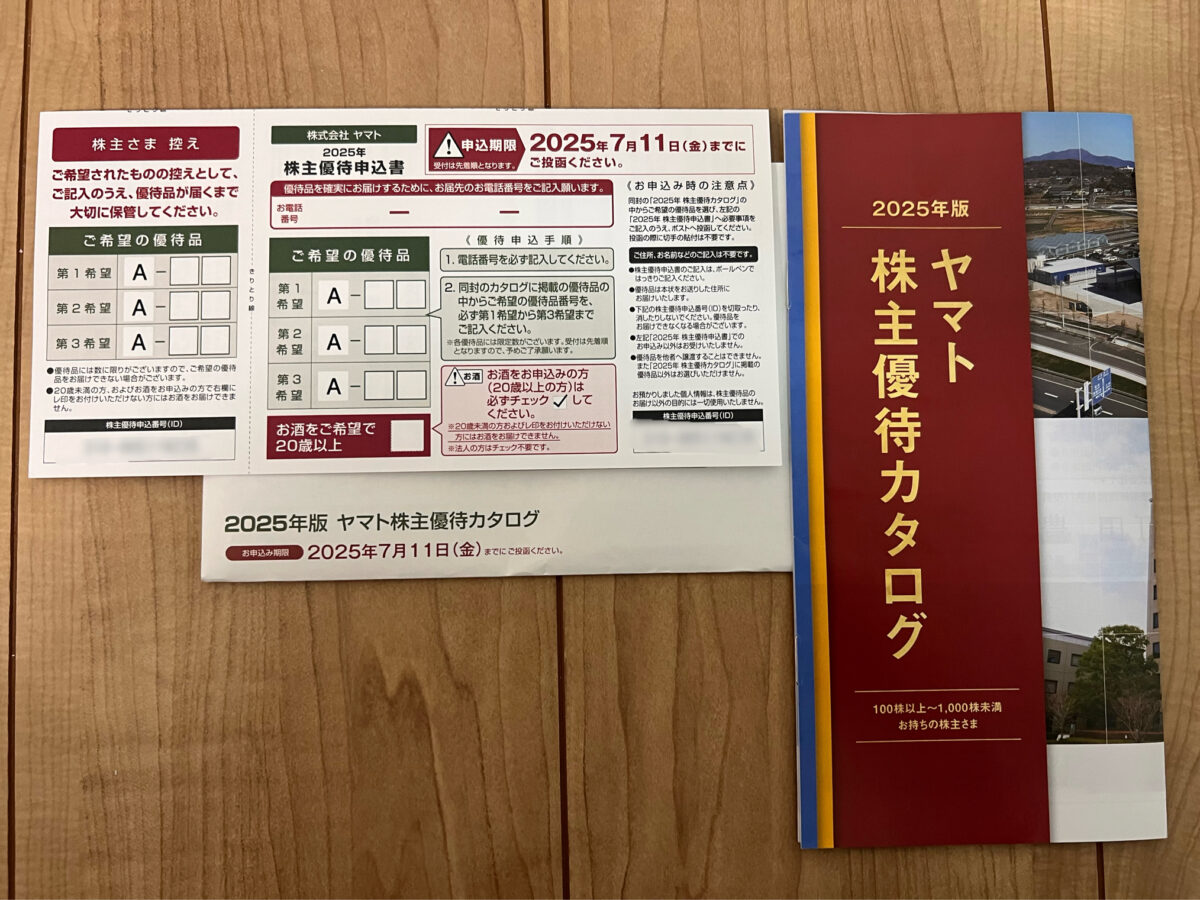 株主さま 控え
ご希望されたものの控えとして、
ご記入のうえ、優待品が届くまで
大切に保管してください。
ご希望の優待品
第1希望 A－
第2希望 A－
第3希望 A－
●優待品には数に限りがございますので、ご希望の優待
品をお届けできない場合がございます。
●20歳未満の方、およびお酒をお申込みの方で右欄に
レ印をお付けいただけない方にはお酒をお届けできま
せん。
株主優待申込番号(ID)
きりとり線
株式会社 ヤマト
2025年
株主優待申込書
申込期限
受付は先着順となります。
2025年7月11日(金)までに
ご投函ください。
優待品を確実にお届けするために、お届先のお電話番号をご記入願います。
お電話
番号
ご希望の優待品
第1
希望 A－
第2
希望 A－
第3
希望 A－
お酒をご希望で
20歳以上
《 優待申込手順 》
1. 電話番号を必ず記入してください。
2. 同封のカタログに掲載の優待品の
中からご希望の優待品番号を、
必ず第1希望から第3希望まで
ご記入ください。
※各優待品には限定数がございます。受付は先着順
となりますので、予めご了承願います。
お酒
お酒をお申込みの方
(20歳以上の方)は
必ずチェック✓して
ください。
※20歳未満の方およびレ印をお付けいただけない
方にはお酒をお届けできません。
※法人の方はチェック不要です。
《お申込み時の注意点》
同封の「2025年 株主優待カタログ」の
中からご希望の優待品を選び、左記の
「2025年 株主優待申込書」へ必要事項を
ご記入のうえ、ポストへ投函してください。
投函の際に切手の貼付は不要です。
ご住所、お名前などのご記入は不要です。
●株主優待申込書のご記入は、ボールペンで
はっきりご記入ください。
●優待品は本状をお送りした住所に
お届けいたします。
●下記の株主優待申込番号(ID)を切取ったり、
消したりしないでください。優待品を
お届けできなくなる場合がございます。
●左記「2025年 株主優待申込書」での
お申込み以外はお受けいたしません。
●優待品を他者へ譲渡することはできません。
また「2025年 株主優待カタログ」に掲載の
優待品以外はお選びいただけません。
お預かりしました個人情報は、株主優待品の
お届け以外の目的には一切使用いたしません。
株主優待申込番号(ID)
2025年版 ヤマト株主優待カタログ
お申込み期限 2025年7月11日(金)までにご投函ください。
2025年版
ヤマト
株主優待カタログ
100株以上～1,000株未満
お持ちの株主さま